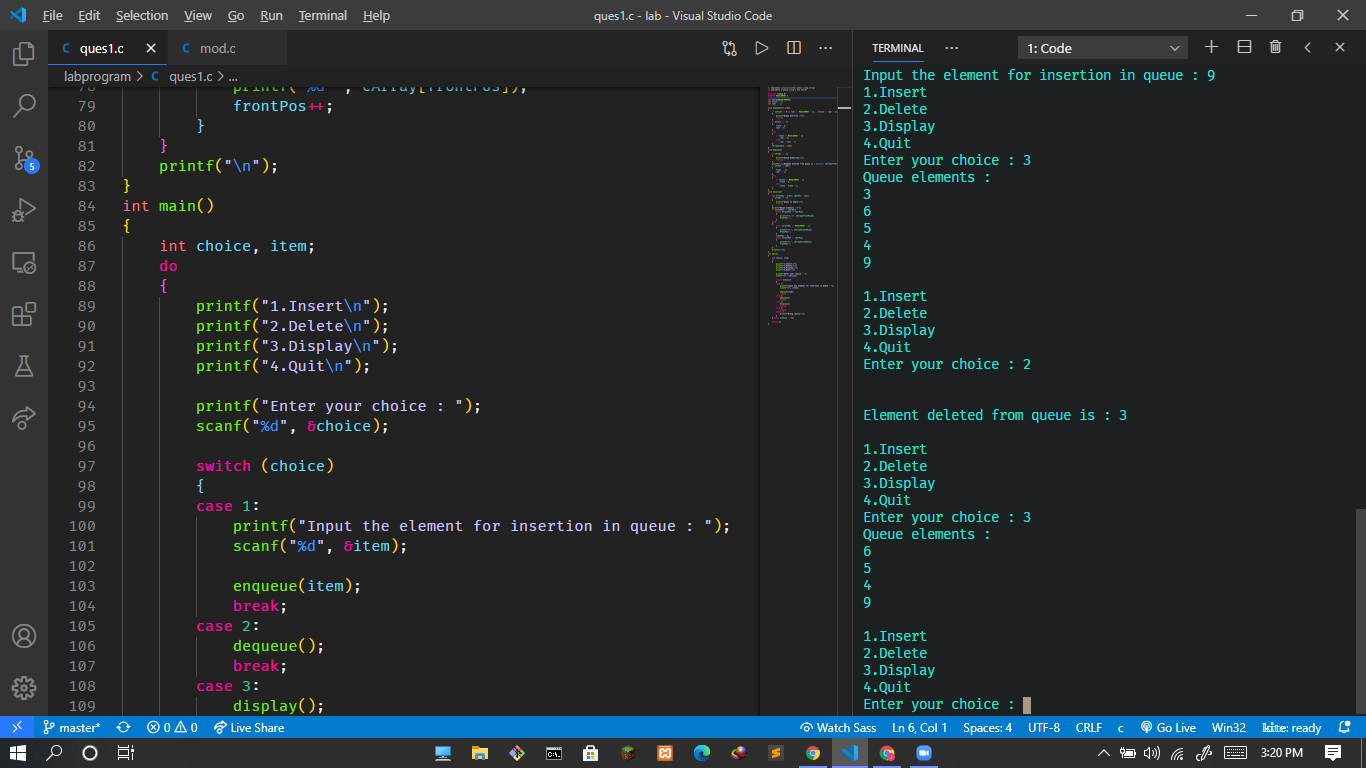 File Edit Selection View Go Run Terminal Help
ques1.c - lab - Visual Studio Code
C ques1.c
C mod.c
labprogram > C ques1.c > ...
79 frontPos++;
80 }
81 }
82 printf("\n");
83 }
84 int main()
85 {
86 int choice, item;
87 do
88 {
89 printf("1.Insert\n");
90 printf("2.Delete\n");
91 printf("3.Display\n");
92 printf("4.Quit\n");
93
94 printf("Enter your choice : ");
95 scanf("%d", &choice);
96
97 switch (choice)
98 {
99 case 1:
100 printf("Input the element for insertion in queue : ");
101 scanf("%d", &item);
102
103 enqueue(item);
104 break;
105 case 2:
106 dequeue();
107 break;
108 case 3:
109 display();
TERMINAL
1: Code
Input the element for insertion in queue : 9
1.Insert
2.Delete
3.Display
4.Quit
Enter your choice : 3
Queue elements :
3
6
5
4
9
1.Insert
2.Delete
3.Display
4.Quit
Enter your choice : 2
Element deleted from queue is : 3
1.Insert
2.Delete
3.Display
4.Quit
Enter your choice : 3
Queue elements :
6
5
4
9
1.Insert
2.Delete
3.Display
4.Quit
Enter your choice :
5
master* 0 0 Live Share
Watch Sass Ln 6, Col 1 Spaces: 4 UTF-8 CRLF c Go Live Win32 kite: ready
3:20 PM